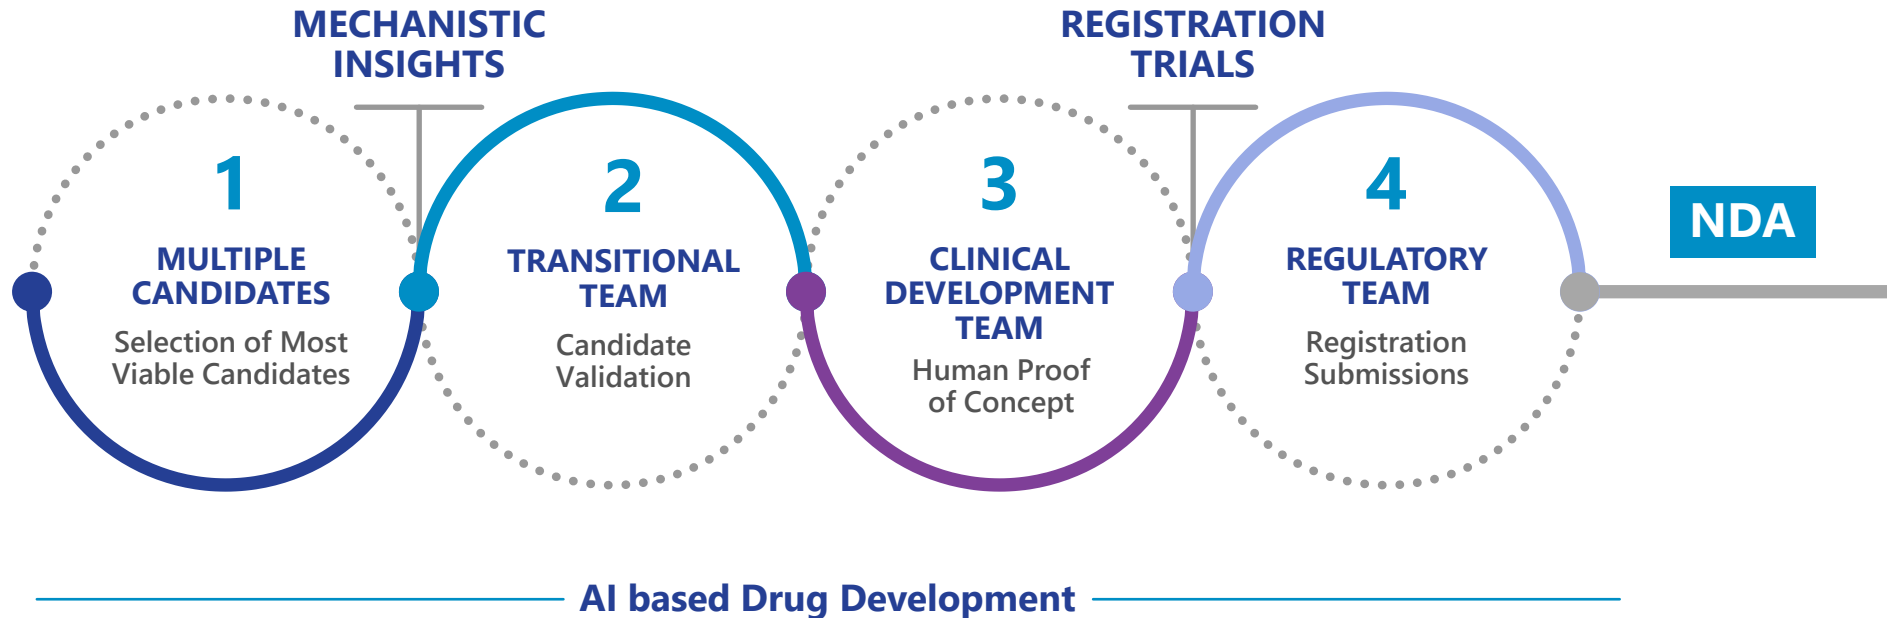 MECHANISTIC
INSIGHTS
REGISTRATION
TRIALS
1
MULTIPLE
CANDIDATES
Selection of Most
Viable Candidates
2
TRANSITIONAL
TEAM
Candidate
Validation
3
CLINICAL
DEVELOPMENT
TEAM
Human Proof
of Concept
4
REGULATORY
TEAM
Registration
Submissions
NDA
AI based Drug Development